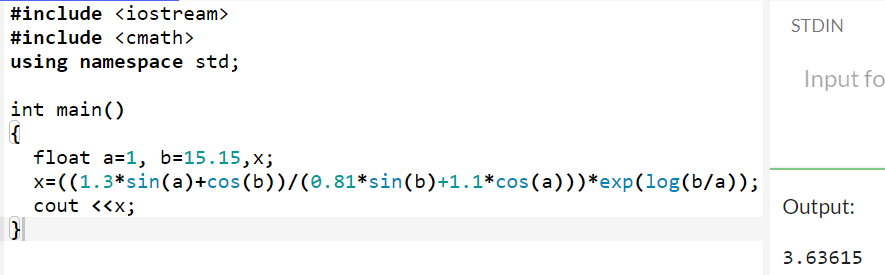 #include <iostream>
#include <cmath>
using namespace std;
int main()
{
float a=1, b=15.15,x;
x=((1.3*sin(a)+cos(b))/(0.81*sin(b)+1.1*cos(a)))*exp(log(b/a));
cout <<x;
}
STDIN
Input fo
Output:
3.63615